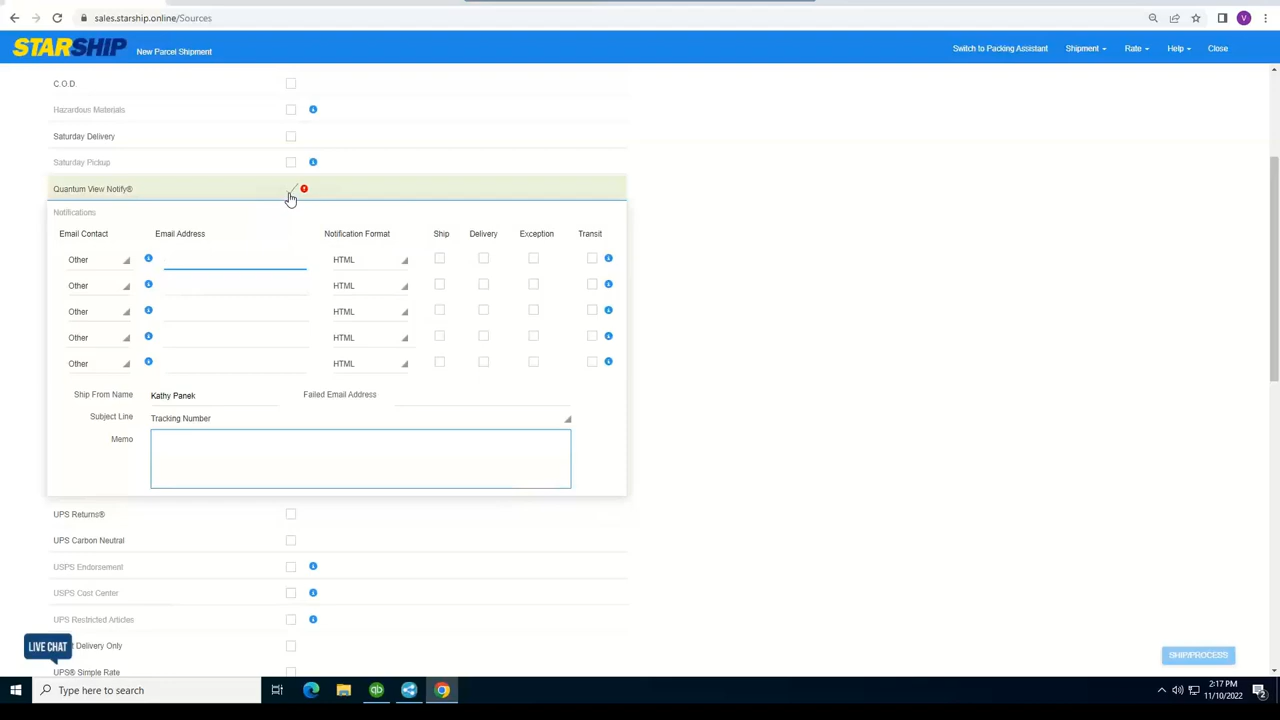 sales.starship.online/Sources
V
STARSHIP New Parcel Shipment Switch to Packing Assistant Shipment Rate Help Close
C.O.D.
Hazardous Materials
Saturday Delivery
Saturday Pickup
Quantum View Notify®
Notifications
Email Contact Email Address Notification Format Ship Delivery Exception Transit
Other HTML
Other HTML
Other HTML
Other HTML
Other HTML
Ship From Name Kathy Panek Failed Email Address
Subject Line Tracking Number
Memo
UPS Returns®
UPS Carbon Neutral
USPS Endorsement
USPS Cost Center
UPS Restricted Articles
LIVE CHAT
Delivery Only
SHIP/PROCESS
UPS® Simple Rate
Type here to search
qb
2:17 PM
11/10/2022
2